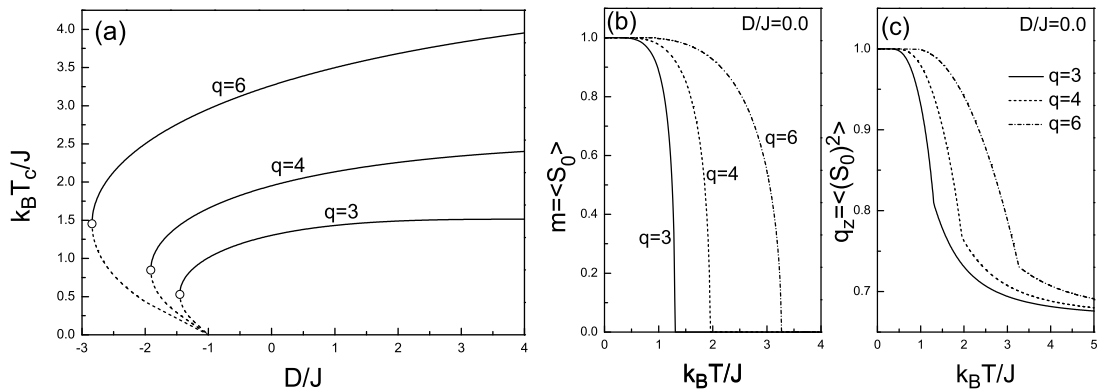 (a)
k_BT_c/J
4.0
3.5
3.0
2.5
2.0
1.5
1.0
0.5
0.0
q=6
q=4
q=3
-3 -2 -1 0 1 2 3 4
D/J
(b)
D/J=0.0
m=<S_0>
1.0
0.8
0.6
0.4
0.2
0.0
q=6
q=4
q=3
0 1 2 3 4
k_BT/J
(c)
D/J=0.0
q_z=<(S_0)^2>
1.0
0.9
0.8
0.7
q=3
q=4
q=6
0 1 2 3 4 5
k_BT/J